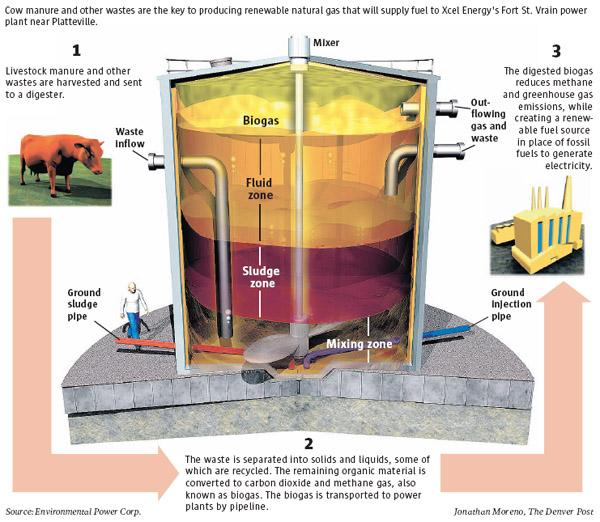 Cow manure and other wastes are the key to producing renewable natural gas that will supply fuel to Xcel Energy's Fort St. Vrain power
plant near Platteville.
1
Livestock manure and other
wastes are harvested and sent
to a digester.
Mixer
3
The digested biogas
reduces methane
and greenhouse gas
emissions, while
creating a renew-
able fuel source
in place of fossil
fuels to generate
electricity.
Waste
Inflow
Biogas
Out-
flowing
gas and
waste
Fluid
zone
Sludge
zone
Ground
sludge
pipe
Ground
Injection
pipe
Mixing zone
2
The waste is separated into solids and liquids, some of
which are recycled. The remaining organic material is
converted to carbon dioxide and methane gas, also
known as biogas. The biogas is transported to power
plants by pipeline.
Source: Environmental Power Corp.
Jonathan Moreno, The Denver Post